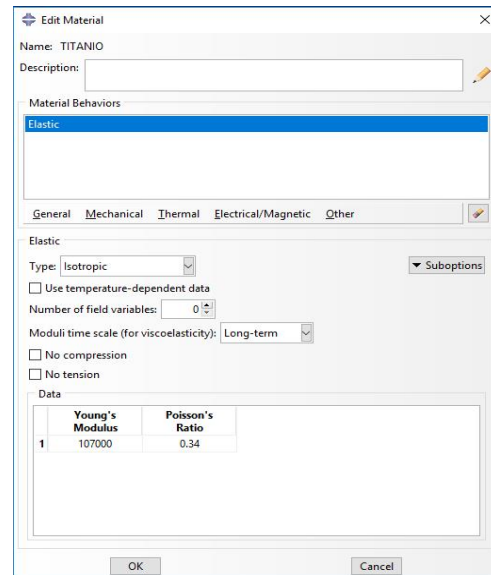 Edit Material
Name: TITANIO
Description:
Material Behaviors
Elastic
General Mechanical Thermal Electrical/Magnetic Other
Elastic
Type: Isotropic
Suboptions
Use temperature-dependent data
Number of field variables: 0
Moduli time scale (for viscoelasticity): Long-term
No compression
No tension
Data
Young's Poisson's
Modulus Ratio
1 107000 0.34
OK Cancel